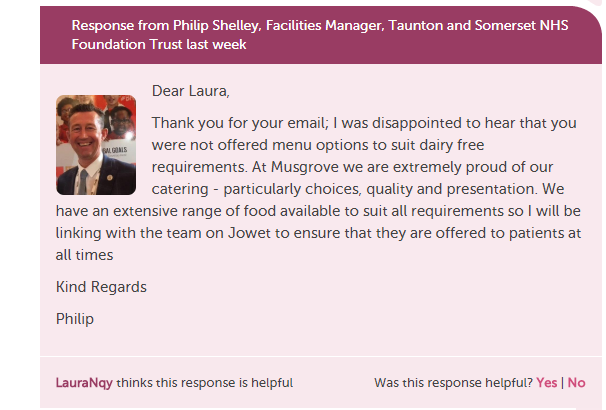 Response from Philip Shelley, Facilities Manager, Taunton and Somerset NHS
Foundation Trust last week
Dear Laura,
Thank you for your email; I was disappointed to hear that you
were not offered menu options to suit dairy free
requirements. At Musgrove we are extremely proud of our
catering - particularly choices, quality and presentation. We
have an extensive range of food available to suit all requirements so I will be
linking with the team on Jowet to ensure that they are offered to patients at
all times
Kind Regards
Philip
LauraNqy thinks this response is helpful
Was this response helpful? Yes | No